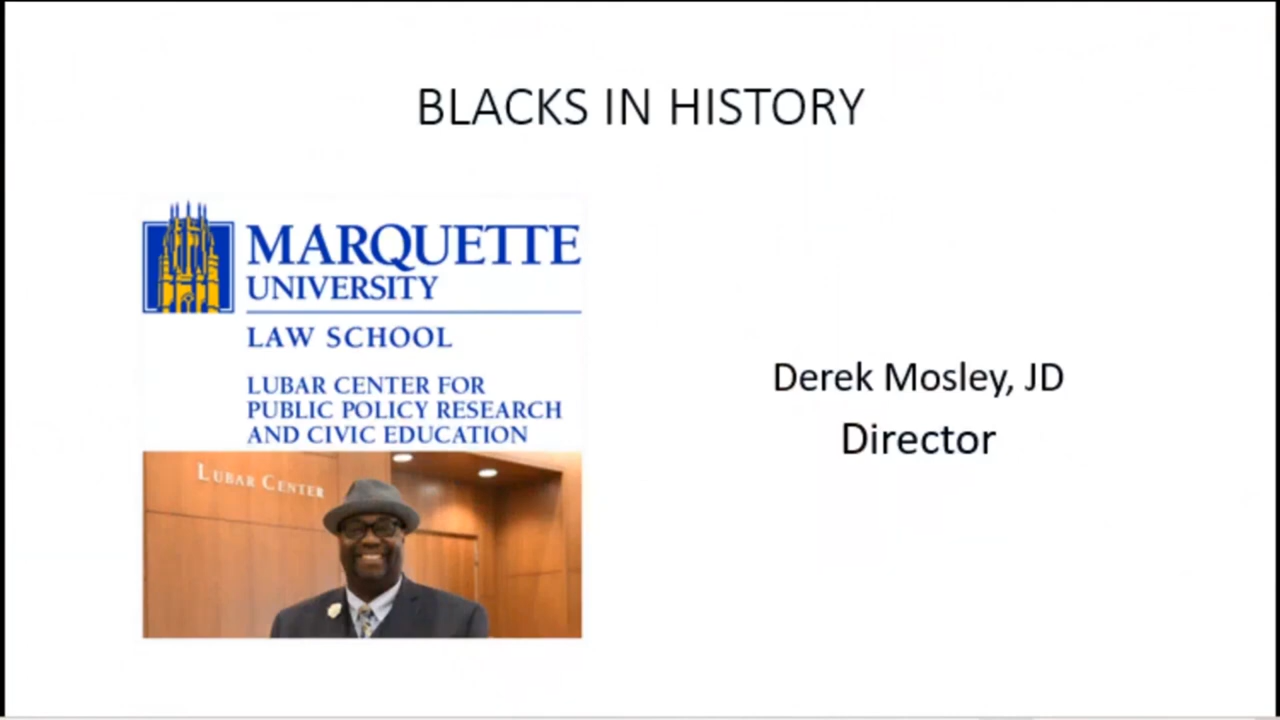 BLACKS IN HISTORY
MARQUETTE
UNIVERSITY
LAW SCHOOL
LUBAR CENTER FOR
PUBLIC POLICY RESEARCH
AND CIVIC EDUCATION
LUBAR CENTER
Derek Mosley, JD
Director